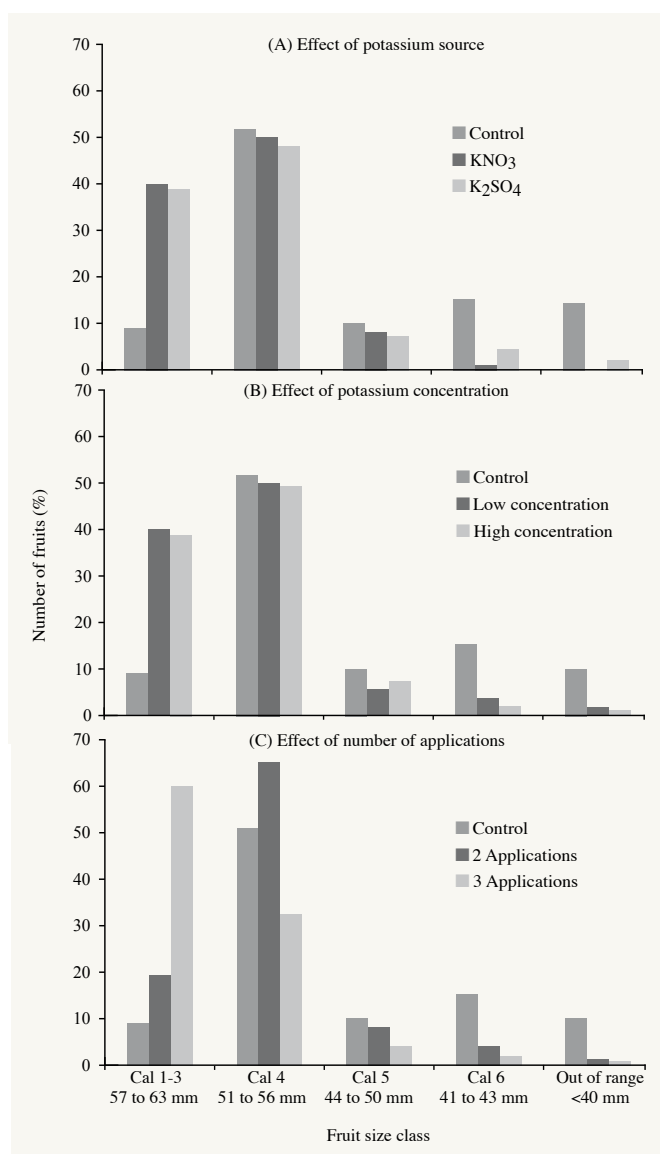 (A) Effect of potassium source
70
60
50
40
30
20
10
0
Control
KNO3
K2SO4
(B) Effect of potassium concentration
70
60
50
40
30
20
10
0
Control
Low concentration
High concentration
Number of fruits (%)
(C) Effect of number of applications
70
60
50
40
30
20
10
0
Control
2 Applications
3 Applications
Cal 1-3 Cal 4 Cal 5 Cal 6 Out of range
57 to 63 mm 51 to 56 mm 44 to 50 mm 41 to 43 mm <40 mm
Fruit size class